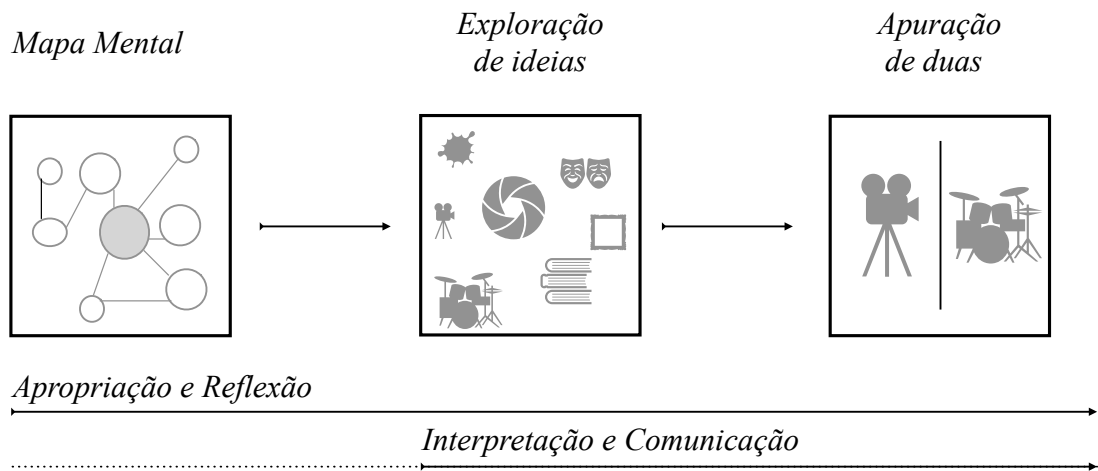 Mapa Mental
Exploração
de ideias
Apuração
de duas
Apropriação e Reflexão
Interpretação e Comunicação